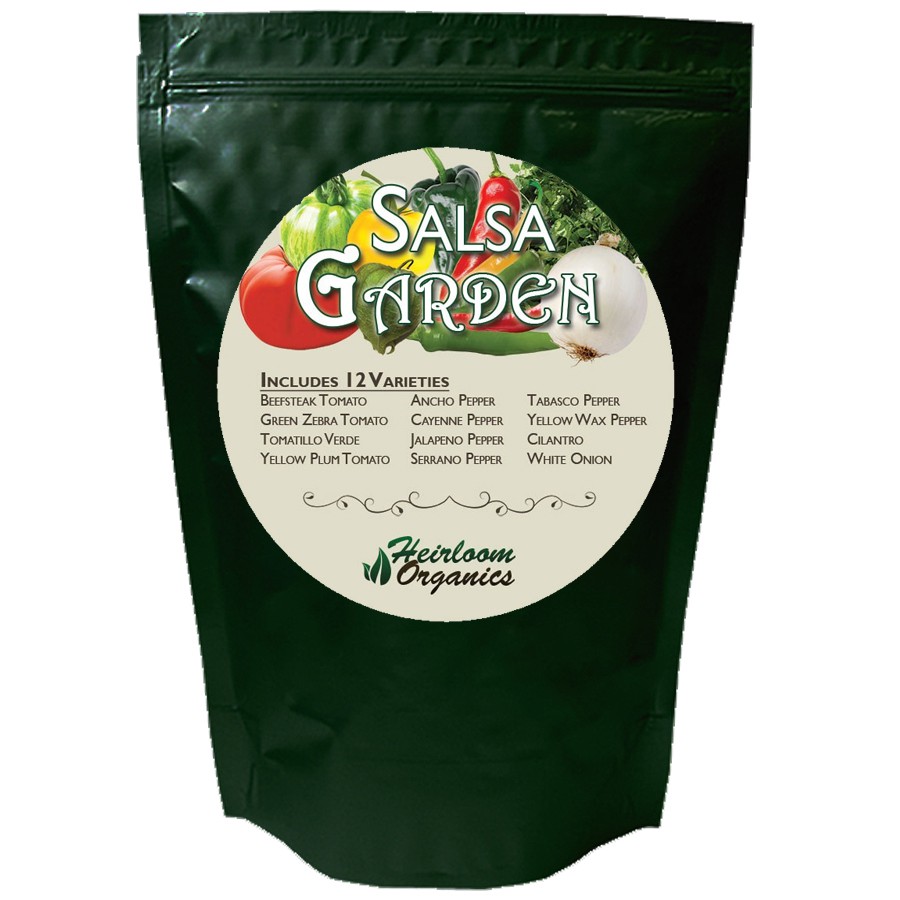 Salsa
Garden
Includes 12 Varieties
Beefsteak Tomato
Green Zebra Tomato
Tomatillo Verde
Yellow Plum Tomato
Ancho Pepper
Cayenne Pepper
Jalapeno Pepper
Serrano Pepper
Tabasco Pepper
Yellow Wax Pepper
Cilantro
White Onion
Heirloom
Organics